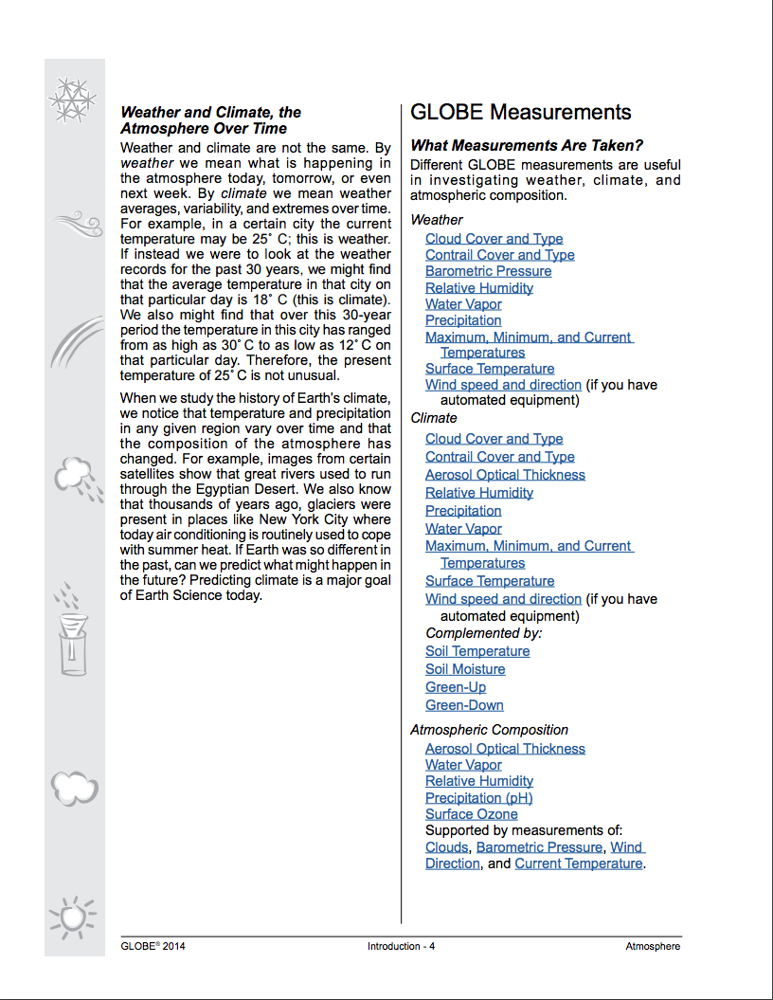 Weather and Climate, the
Atmosphere Over Time
Weather and climate are not the same. By
weather we mean what is happening in
the atmosphere today, tomorrow, or even
next week. By climate we mean weather
averages, variability, and extremes over time.
For example, in a certain city the current
temperature may be 25˚ C; this is weather.
If instead we were to look at the weather
records for the past 30 years, we might find
that the average temperature in that city on
that particular day is 18˚ C (this is climate).
We also might find that over this 30-year
period the temperature in this city has ranged
from as high as 30˚ C to as low as 12˚ C on
that particular day. Therefore, the present
temperature of 25˚ C is not unusual.
When we study the history of Earth’s climate,
we notice that temperature and precipitation
in any given region vary over time and that
the composition of the atmosphere has
changed. For example, images from certain
satellites show that great rivers used to run
through the Egyptian Desert. We also know
that thousands of years ago, glaciers were
present in places like New York City where
today air conditioning is routinely used to cope
with summer heat. If Earth was so different in
the past, can we predict what might happen in
the future? Predicting climate is a major goal
of Earth Science today.
GLOBE Measurements
What Measurements Are Taken?
Different GLOBE measurements are useful
in investigating weather, climate, and
atmospheric composition.
Weather
Cloud Cover and Type
Contrail Cover and Type
Barometric Pressure
Relative Humidity
Water Vapor
Precipitation
Maximum, Minimum, and Current
Temperatures
Surface Temperature
Wind speed and direction (if you have
automated equipment)
Climate
Cloud Cover and Type
Contrail Cover and Type
Aerosol Optical Thickness
Relative Humidity
Precipitation
Water Vapor
Maximum, Minimum, and Current
Temperatures
Surface Temperature
Wind speed and direction (if you have
automated equipment)
Complemented by:
Soil Temperature
Soil Moisture
Green-Up
Green-Down
Atmospheric Composition
Aerosol Optical Thickness
Water Vapor
Relative Humidity
Precipitation (pH)
Surface Ozone
Supported by measurements of:
Clouds, Barometric Pressure, Wind
Direction, and Current Temperature.
GLOBE® 2014
Introduction - 4
Atmosphere